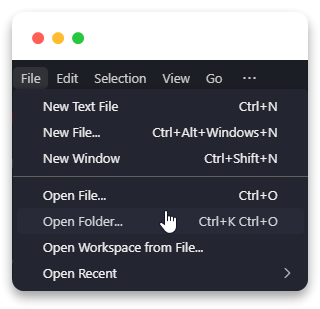 File Edit Selection View Go ...
New Text File Ctrl+N
New File... Ctrl+Alt+Windows+N
New Window Ctrl+Shift+N
Open File... Ctrl+O
Open Folder... Ctrl+K Ctrl+O
Open Workspace from File...
Open Recent